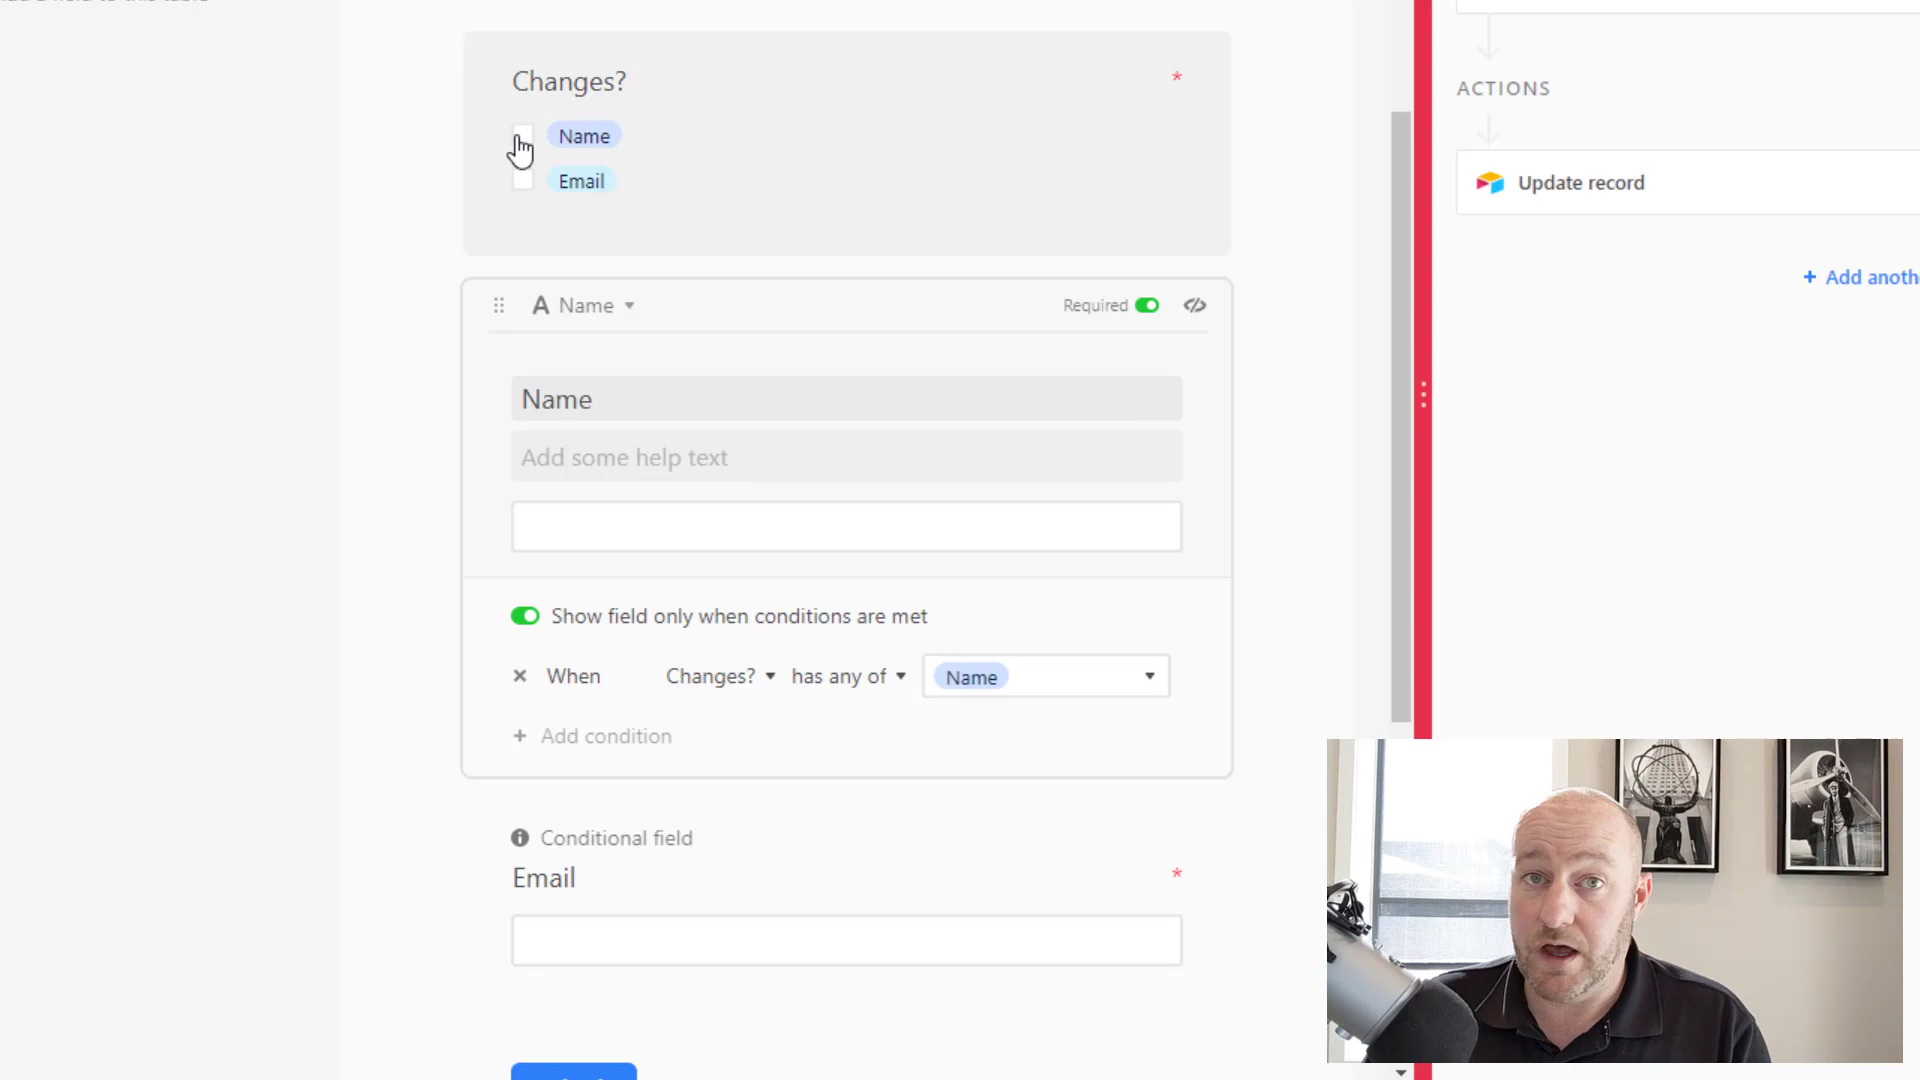 Changes?
*
Name
Email
Name
Required
Name
Add some help text
Show field only when conditions are met
When Changes? has any of Name
+ Add condition
Conditional field
Email
*
ACTIONS
Update record
+ Add anoth